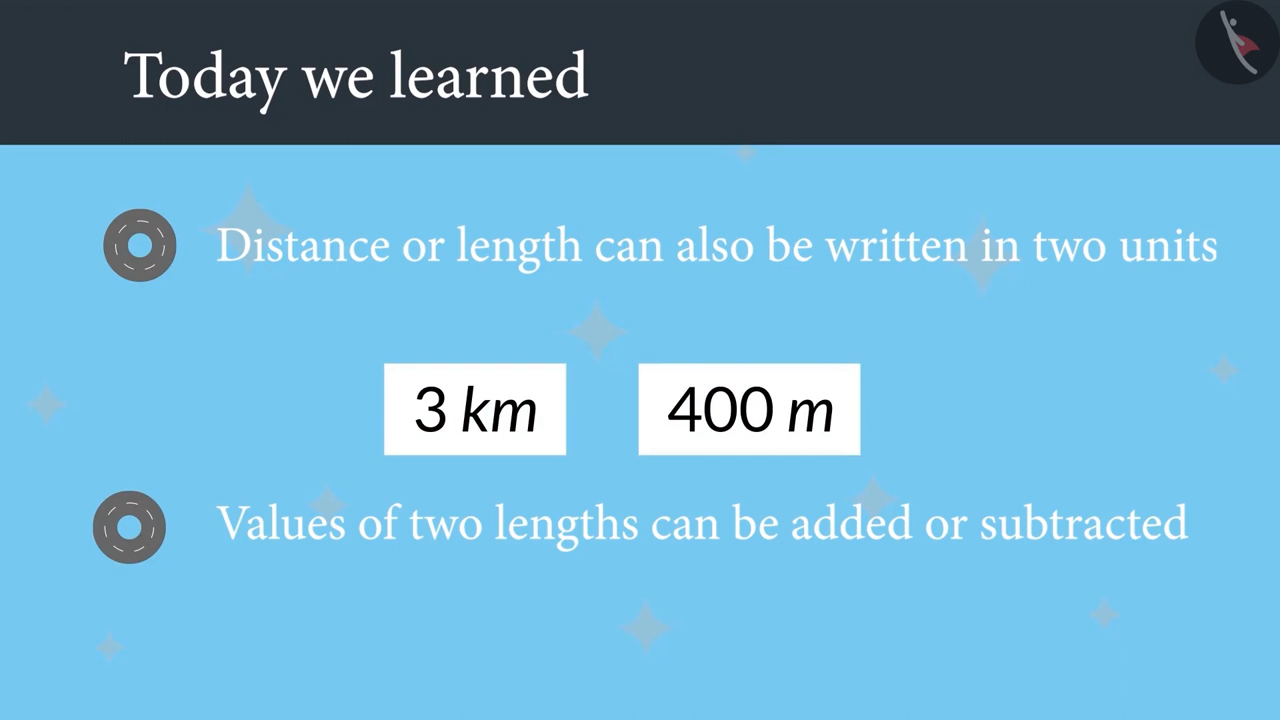 Today we learned
Distance or length can also be written in two units
3 km 400 m
Values of two lengths can be added or subtracted